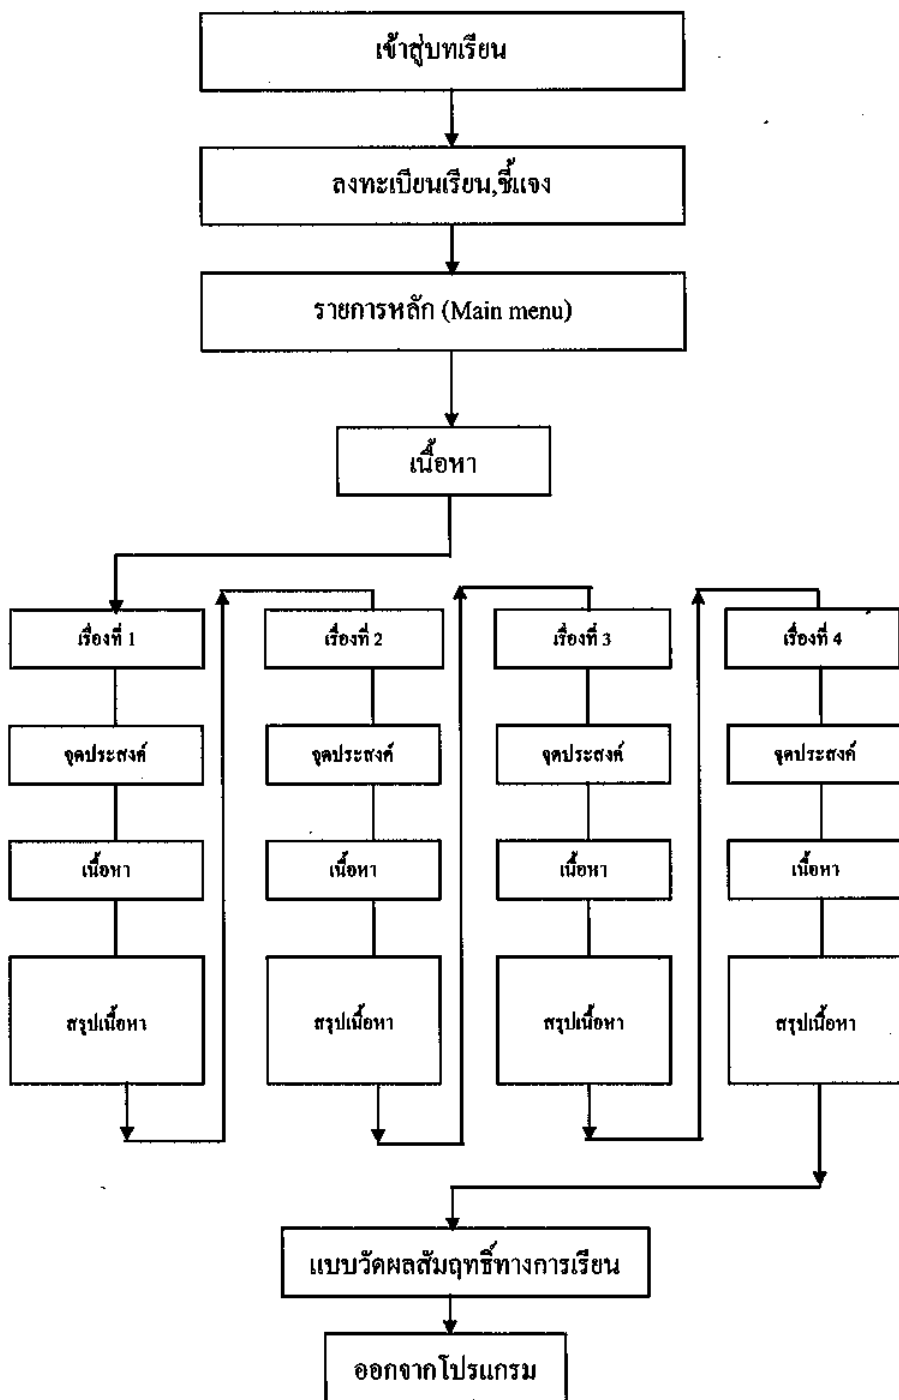 เข้าสู่บทเรียน
ลงทะเบียนเรียน,ชี้แจง
รายการหลัก (Main menu)
เนื้อหา
เรื่องที่ 1
เรื่องที่ 2
เรื่องที่ 3
เรื่องที่ 4
จุดประสงค์
จุดประสงค์
จุดประสงค์
จุดประสงค์
เนื้อหา
เนื้อหา
เนื้อหา
เนื้อหา
สรุปเนื้อหา
สรุปเนื้อหา
สรุปเนื้อหา
สรุปเนื้อหา
แบบวัดผลสัมฤทธิ์ทางการเรียน
ออกจากโปรแกรม